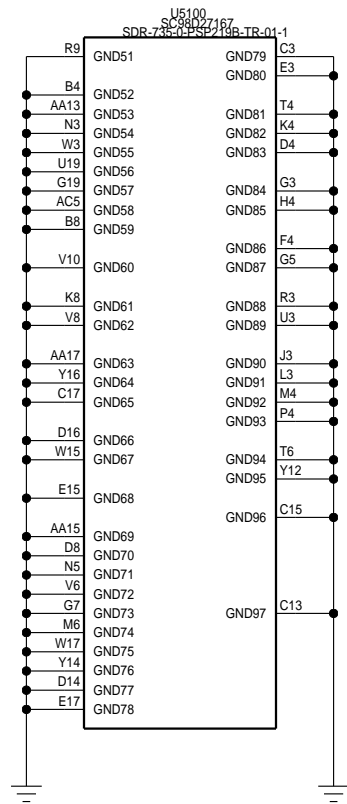 U5100
SC98D27167
SDR-735-0-PSP219B-TR-01-1
R9 GND51 GND79 C3
GND80 E3
B4 GND52
AA13 GND53 GND81 T4
N3 GND54 GND82 K4
W3 GND55 GND83 D4
U19 GND56
G19 GND57 GND84 G3
AC5 GND58 GND85 H4
B8 GND59
GND86 F4
V10 GND60 GND87 G5
K8 GND61 GND88 R3
V8 GND62 GND89 U3
AA17 GND63 GND90 J3
Y16 GND64 GND91 L3
C17 GND65 GND92 M4
GND93 P4
D16 GND66
W15 GND67 GND94 T6
GND95 Y12
E15 GND68
GND96 C15
AA15 GND69
D8 GND70
N5 GND71
V6 GND72
G7 GND73 GND97 C13
M6 GND74
W17 GND75
Y14 GND76
D14 GND77
E17 GND78